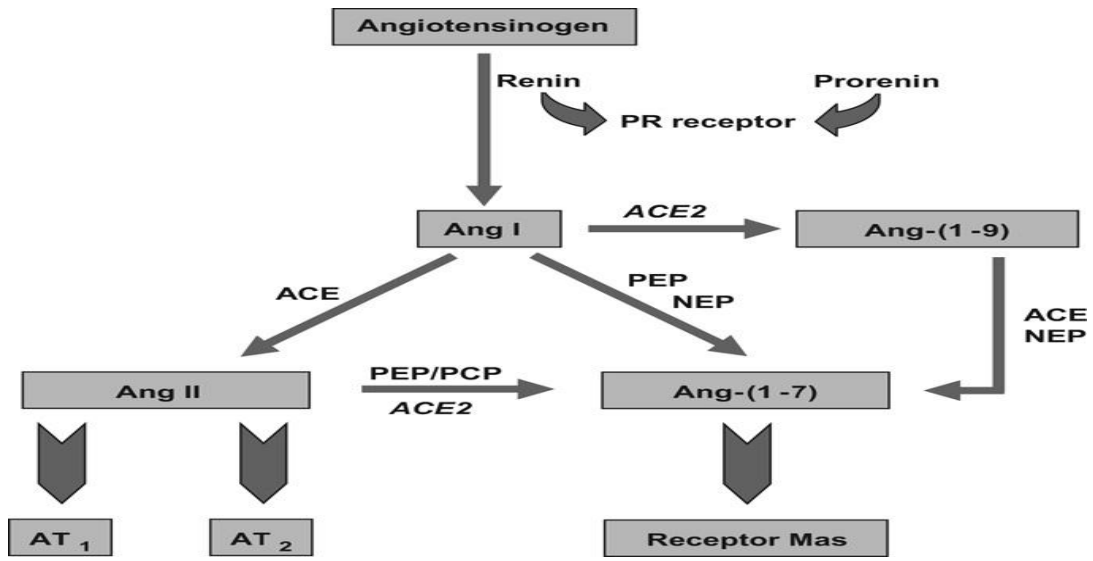 Angiotensinogen
Renin
Prorenin
PR receptor
Ang I
ACE2
Ang-(1 -9)
ACE
PEP
NEP
ACE
NEP
Ang II
PEP/PCP
ACE2
Ang-(1 -7)
AT 1
AT 2
Receptor Mas